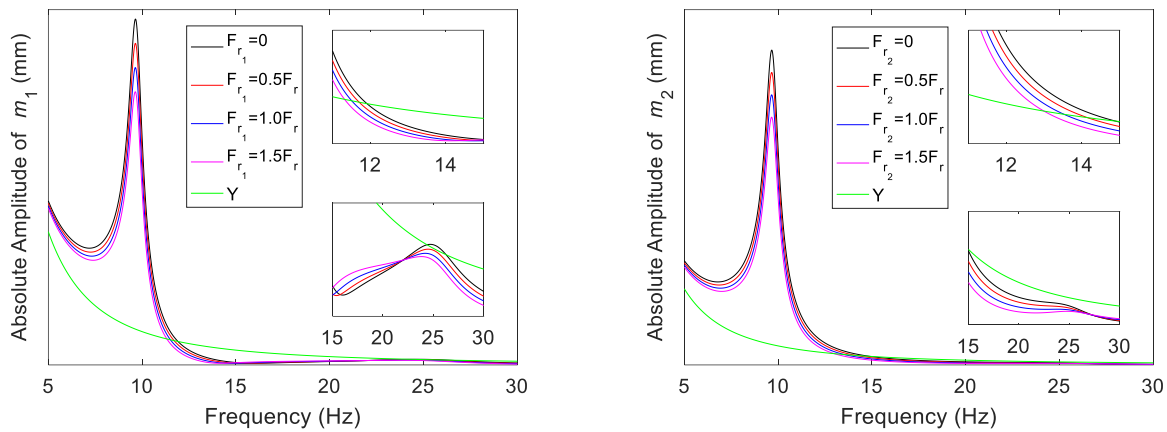 Absolute Amplitude of m1 (mm)
Fr1=0
Fr1=0.5Fr
Fr1=1.0Fr
Fr1=1.5Fr
Y
12 14
15 20 25 30
5 10 15 20 25 30
Frequency (Hz)
Absolute Amplitude of m2 (mm)
Fr2=0
Fr2=0.5Fr
Fr2=1.0Fr
Fr2=1.5Fr
Y
12 14
15 20 25 30
5 10 15 20 25 30
Frequency (Hz)